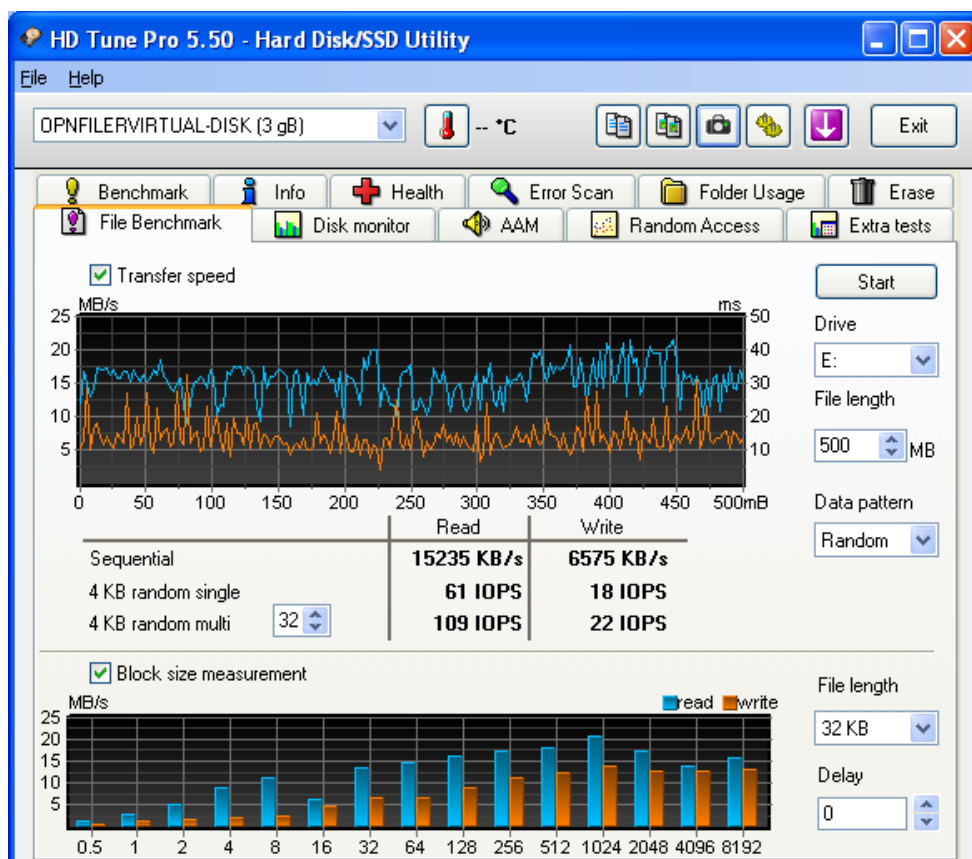 HD Tune Pro 5.50 - Hard Disk/SSD Utility
File Help
OPNFILERVIRTUAL-DISK (3 gB) -- °C Exit
Benchmark Info Health Error Scan Folder Usage Erase
File Benchmark Disk monitor AAM Random Access Extra tests
Transfer speed Start
MB/s ms
25 50
20 40
15 30
10 20
5 10
0 50 100 150 200 250 300 350 400 450 500mB
Drive
E:
File length
500 MB
Data pattern
Random
Read Write
Sequential 15235 KB/s 6575 KB/s
4 KB random single 61 IOPS 18 IOPS
4 KB random multi 32 109 IOPS 22 IOPS
Block size measurement
MB/s read write
25
20
15
10
5
0.5 1 2 4 8 16 32 64 128 256 512 1024 2048 4096 8192
File length
32 KB
Delay
0